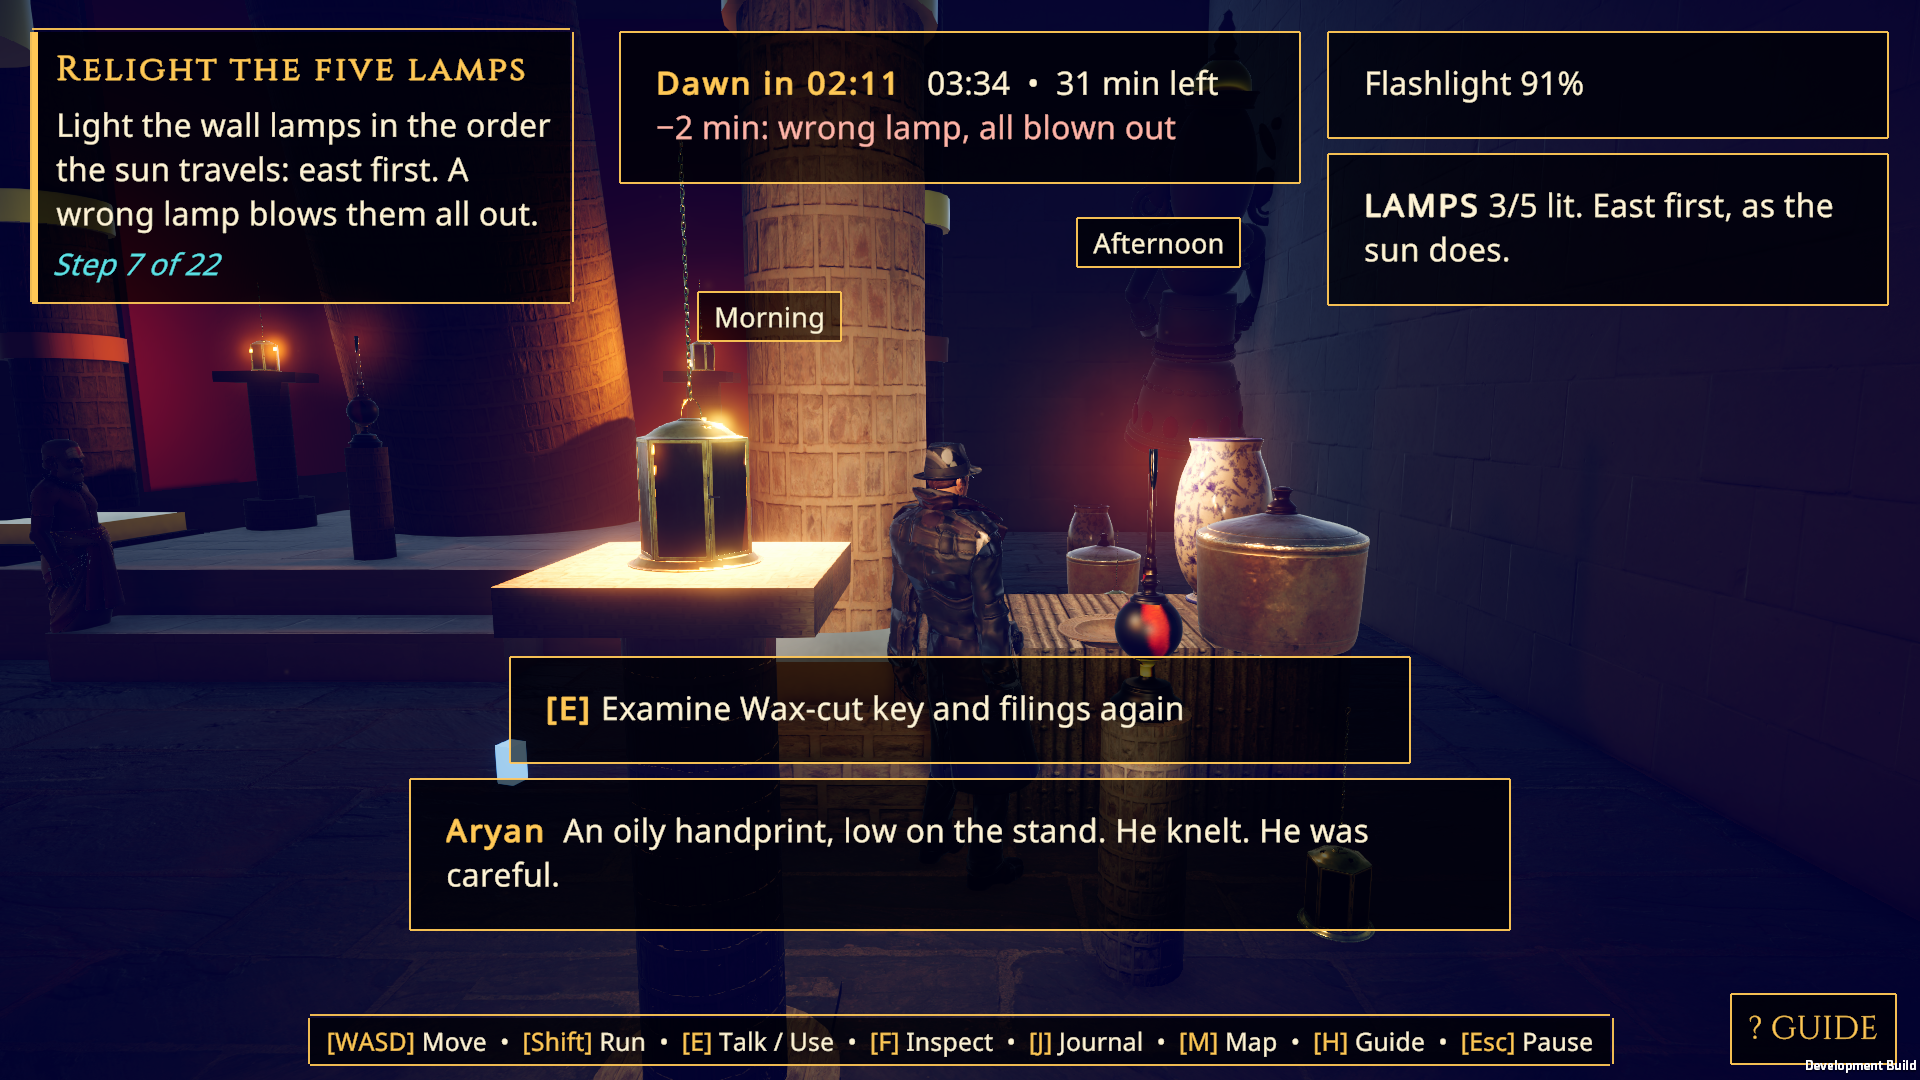 RELIGHT THE FIVE LAMPS
Light the wall lamps in the order
the sun travels: east first. A
wrong lamp blows them all out.
Step 7 of 22
Dawn in 02:11 03:34 • 31 min left
−2 min: wrong lamp, all blown out
Flashlight 91%
LAMPS 3/5 lit. East first, as the
sun does.
Afternoon
Morning
[E] Examine Wax-cut key and filings again
Aryan An oily handprint, low on the stand. He knelt. He was
careful.
[WASD] Move • [Shift] Run • [E] Talk / Use • [F] Inspect • [J] Journal • [M] Map • [H] Guide • [Esc] Pause
? GUIDE
Development Build